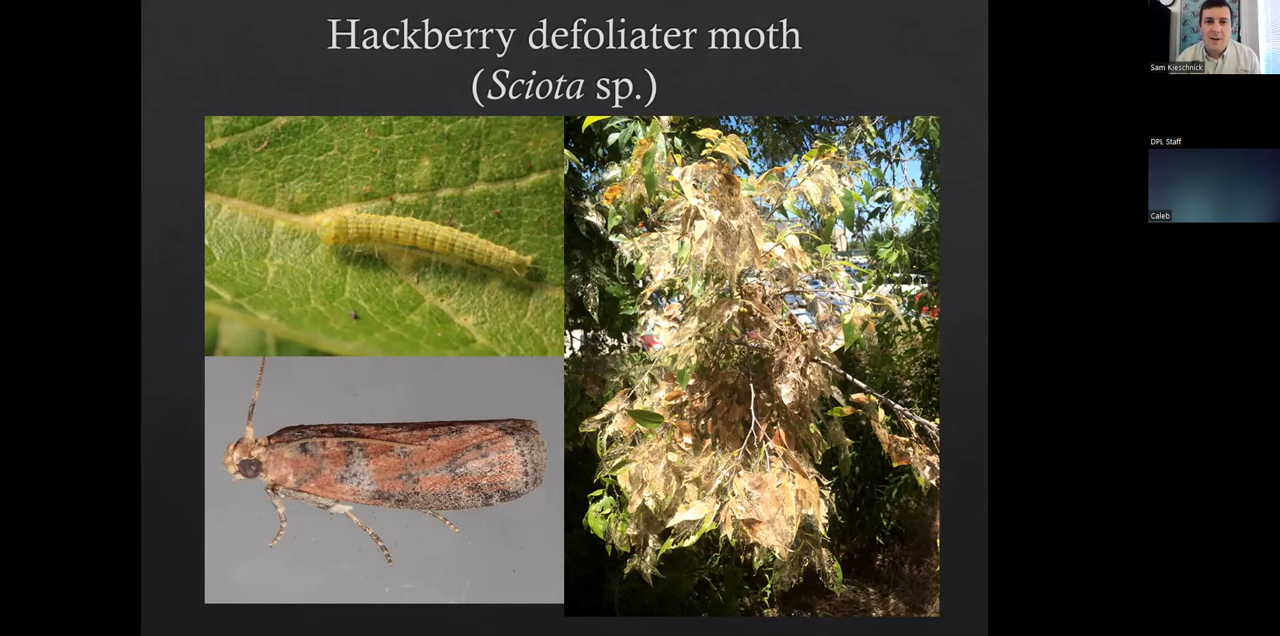 Hackberry defoliater moth
(Sciota sp.)
Sam Kieschnick
DPL Staff
Caleb